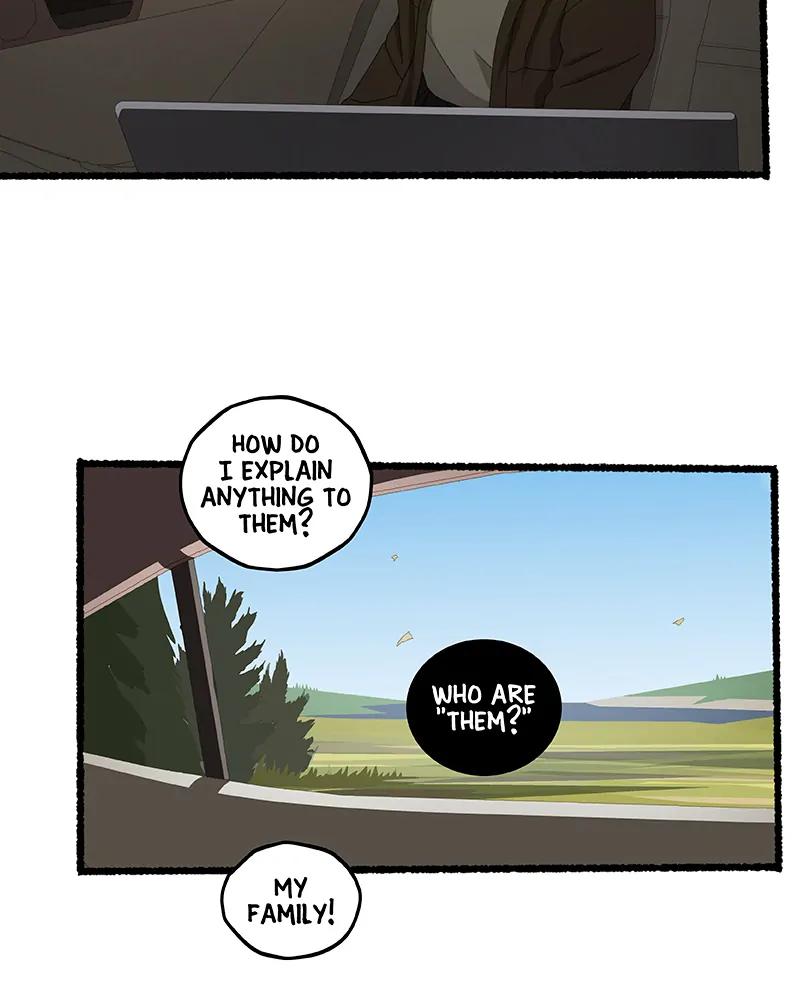 HOW DO
I EXPLAIN
ANYTHING TO
THEM?
WHO ARE
"THEM?"
MY
FAMILY!